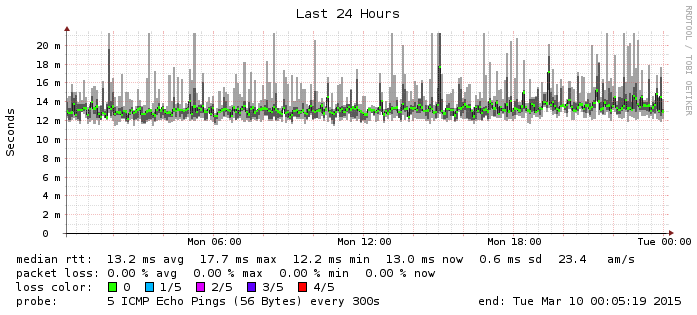 Last 24 Hours
RRDTOOL / TOBI OETIKER
Seconds
20 m
18 m
16 m
14 m
12 m
10 m
8 m
6 m
4 m
2 m
0
Mon 06:00 Mon 12:00 Mon 18:00 Tue 00:00
median rtt: 13.2 ms avg 17.7 ms max 12.2 ms min 13.0 ms now 0.6 ms sd 23.4 am/s
packet loss: 0.00 % avg 0.00 % max 0.00 % min 0.00 % now
loss color: 0 1/5 2/5 3/5 4/5
probe: 5 ICMP Echo Pings (56 Bytes) every 300s end: Tue Mar 10 00:05:19 2015